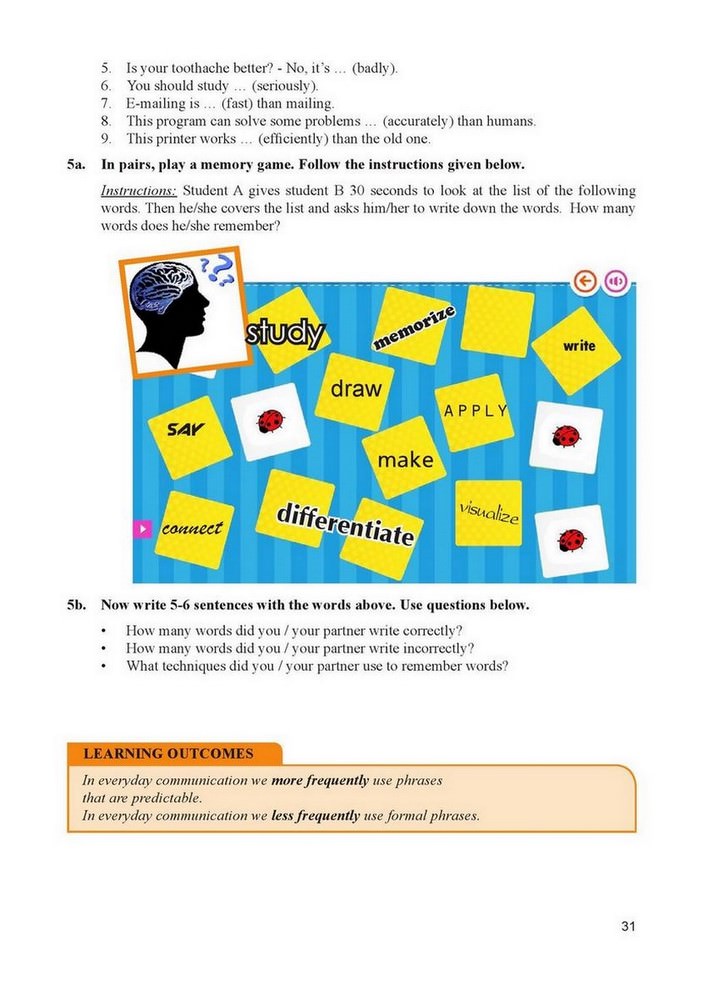 5. Is your toothache better? - No, it's … (badly).
6. You should study … (seriously).
7. E-mailing is … (fast) than mailing.
8. This program can solve some problems … (accurately) than humans.
9. This printer works … (efficiently) than the old one.
5a. In pairs, play a memory game. Follow the instructions given below.
Instructions: Student A gives student B 30 seconds to look at the list of the following
words. Then he/she covers the list and asks him/her to write down the words. How many
words does he/she remember?
???
study
memorize
write
draw
APPLY
SAY
make
visualize
differentiate
connect
5b. Now write 5-6 sentences with the words above. Use questions below.
• How many words did you / your partner write correctly?
• How many words did you / your partner write incorrectly?
• What techniques did you / your partner use to remember words?
LEARNING OUTCOMES
In everyday communication we more frequently use phrases
that are predictable.
In everyday communication we less frequently use formal phrases.
31